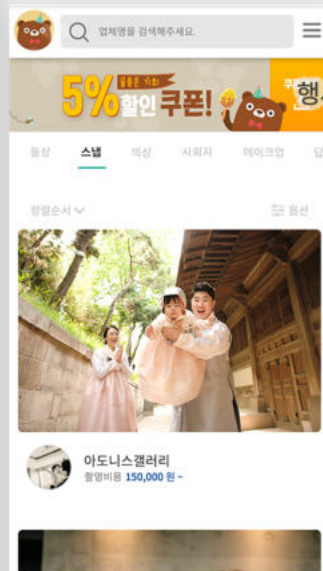 업체명을 검색해주세요.
5% 할인 쿠폰!
행
돌상 스냅 의상 사회자 메이크업 답
정렬순서 옵션
아도니스갤러리
촬영비용 150,000 원 ~